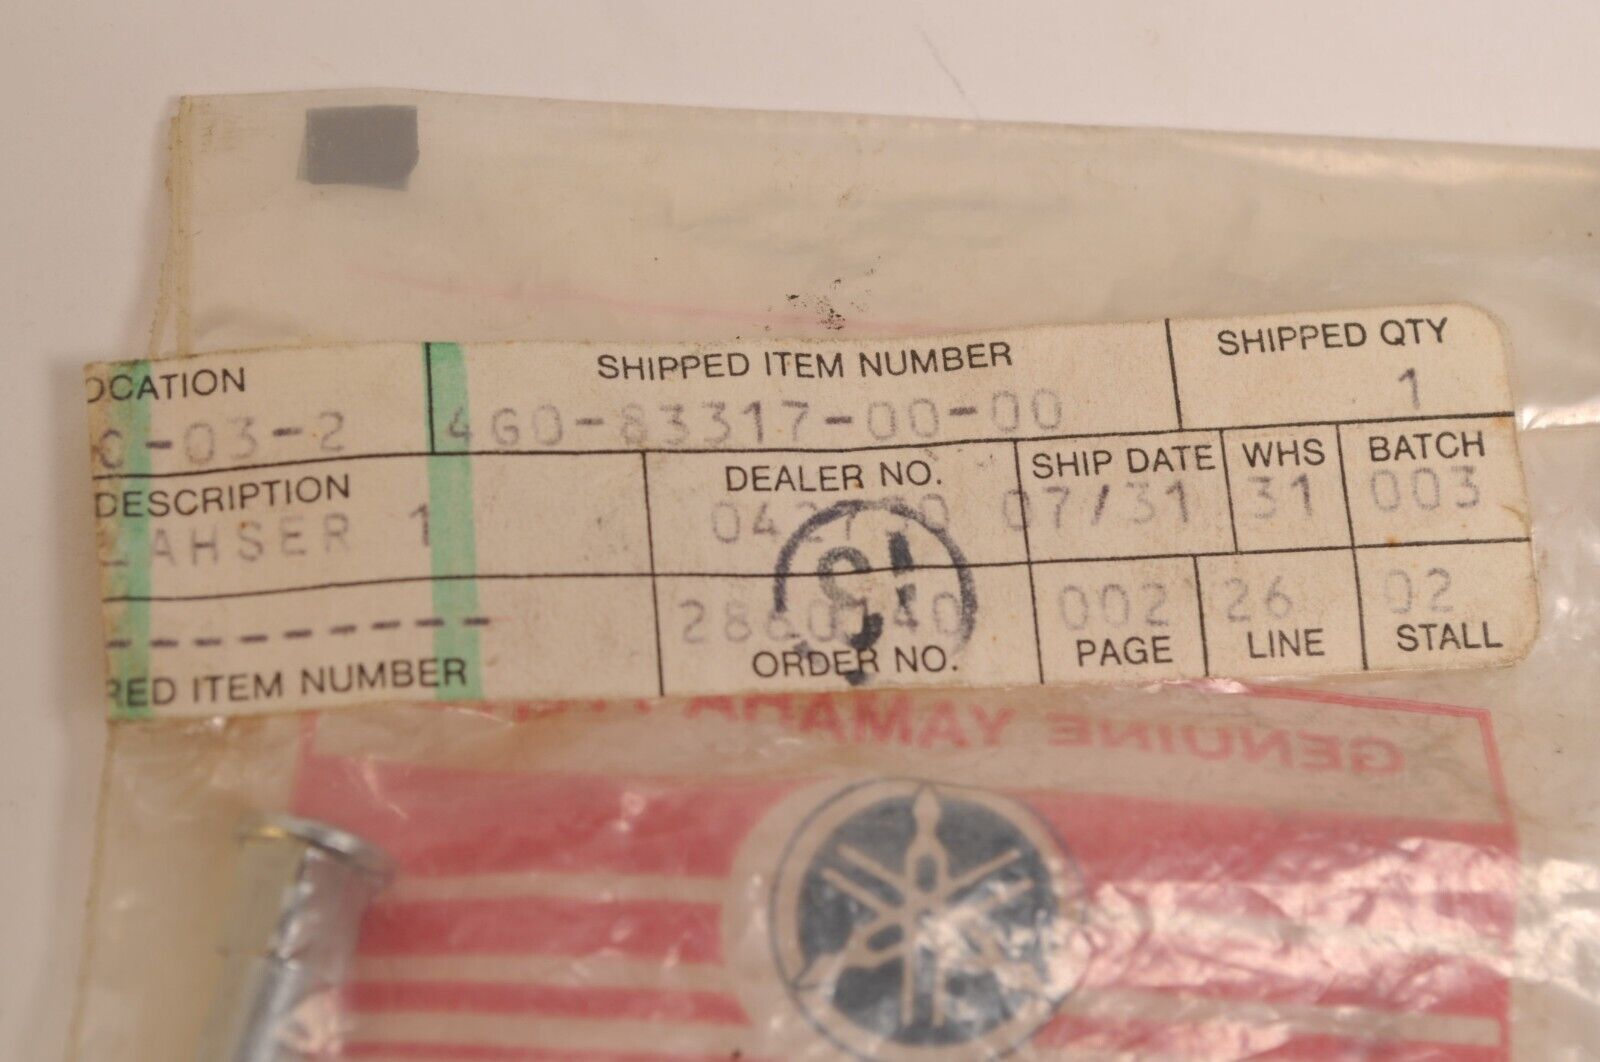 OCATION SHIPPED ITEM NUMBER SHIPPED QTY
0-03-2 4G0-83317-00-00 1
DESCRIPTION DEALER NO. SHIP DATE WHS BATCH
LAHSER 1 07/31 31 003
--------- 002 26 02
RED ITEM NUMBER ORDER NO. PAGE LINE STALL
GENUINE YAMAHA